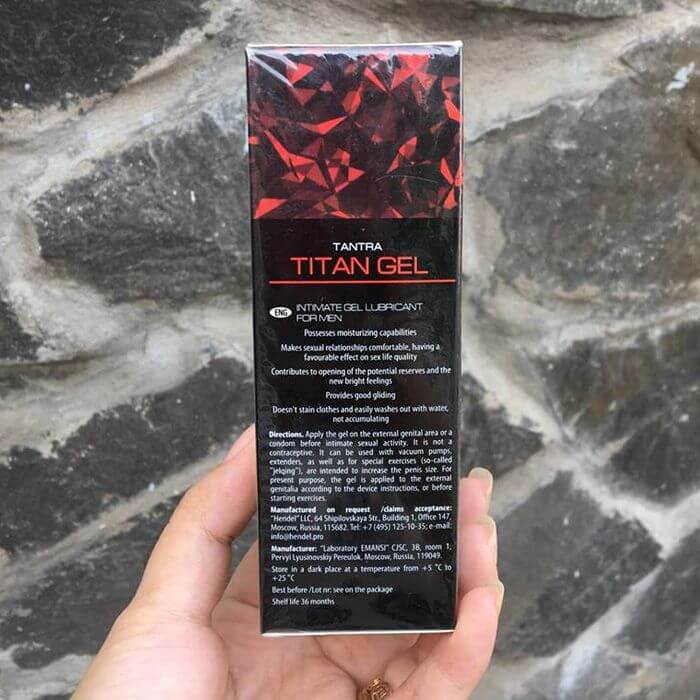 TANTRA
TITAN GEL
ENG INTIMATE GEL LUBRICANT
FOR MEN
Possesses moisturizing capabilities
Makes sexual relationships comfortable, having a
favourable effect on sex life quality
Contributes to opening of the potential reserves and the
new bright feelings
Provides good gliding
Doesn't stain clothes and easily washes out with water,
not accumulating
Directions. Apply the gel on the external genital area or a
condom before intimate sexual activity. It is not a
contraceptive. It can be used with vacuum pumps,
extenders, as well as for special exercises (so-called
"jelqing"), are intended to increase the penis size. For
present purpose, the gel is applied to the external
genitalia according to the device instructions, or before
starting exercises.
Manufactured on request /claims acceptance:
"Hendel" LLC, 64 Shipilovskaya Str., Building 1, Office 147,
Moscow, Russia, 115682. Tel: +7 (495) 125-10-35; e-mail:
info@hendel.pro
Manufacturer: "Laboratory EMANSI" CJSC, 3B, room 1,
Pervyi Lyusinovskiy Pereulok, Moscow, Russia, 119049.
Store in a dark place at a temperature from +5 °C to
+25 °C
Best before /Lot nr: see on the package
Shelf life 36 months